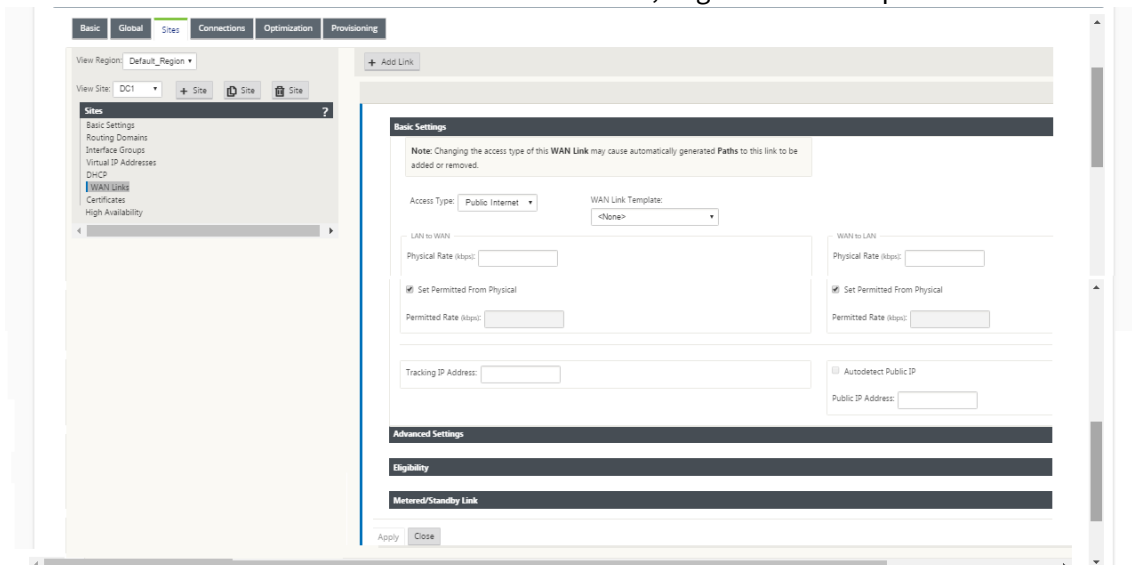 Basic Global Sites Connections Optimization Provisioning
View Region: Default_Region
+ Add Link
View Site: DC1 + Site Site Site
Sites ?
Basic Settings
Routing Domains
Interface Groups
Virtual IP Addresses
DHCP
WAN Links
Certificates
High Availability
Basic Settings
Note: Changing the access type of this WAN Link may cause automatically generated Paths to this link to be
added or removed.
Access Type: Public Internet
WAN Link Template:
<None>
LAN to WAN
Physical Rate (kbps):
Set Permitted From Physical
Permitted Rate (kbps):
WAN to LAN
Physical Rate (kbps):
Set Permitted From Physical
Permitted Rate (kbps):
Tracking IP Address:
Autodetect Public IP
Public IP Address:
Advanced Settings
Eligibility
Metered/Standby Link
Apply Close